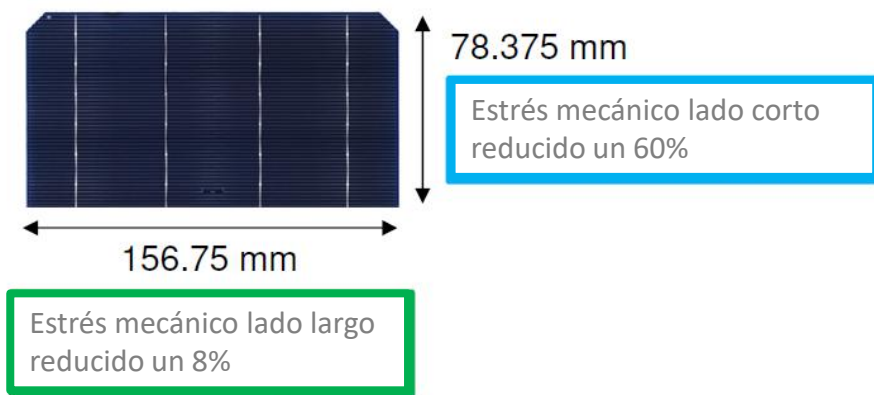 78.375 mm
Estrés mecánico lado corto
reducido un 60%
156.75 mm
Estrés mecánico lado largo
reducido un 8%